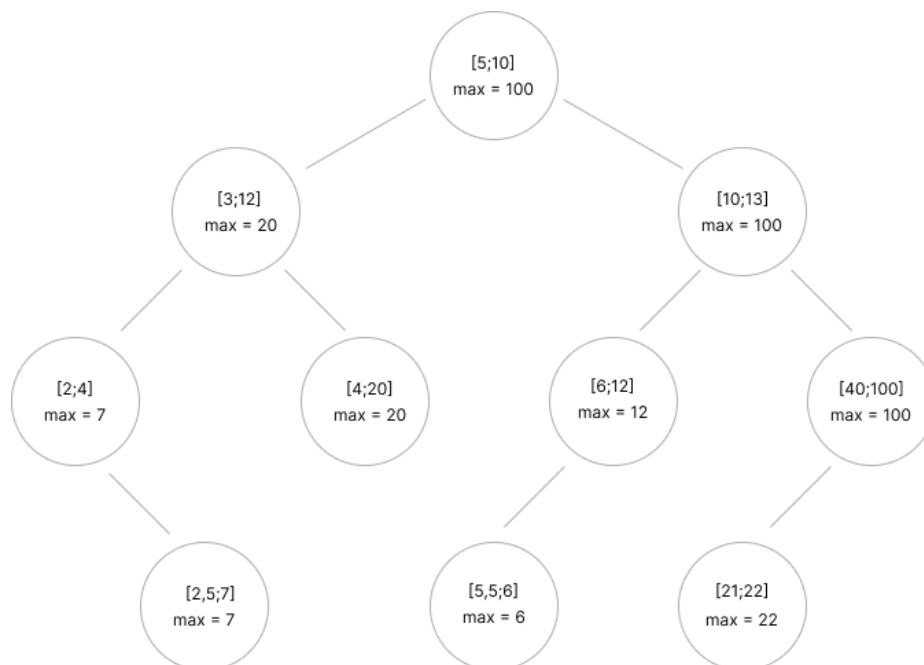 [5;10]
max = 100
[3;12]
max = 20
[10;13]
max = 100
[2;4]
max = 7
[4;20]
max = 20
[6;12]
max = 12
[40;100]
max = 100
[2,5;7]
max = 7
[5,5;6]
max = 6
[21;22]
max = 22